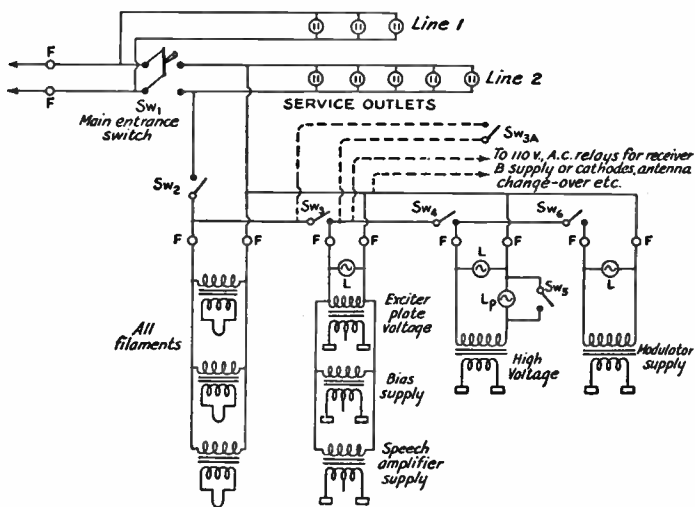 Line 1
F
F
Line 2
SERVICE OUTLETS
Sw1
Main entrance
switch
Sw3A
To 110 v., A.C. relays for receiver
B supply or cathodes, antenna
change-over etc.
Sw2
Sw3
Sw4
Sw6
F
F
F
F
F
F
F
F
L
L
L
Lp
Sw5
Exciter
plate
voltage
All
filaments
High
Voltage
Modulator
supply
Bias
supply
Speech
amplifier
supply